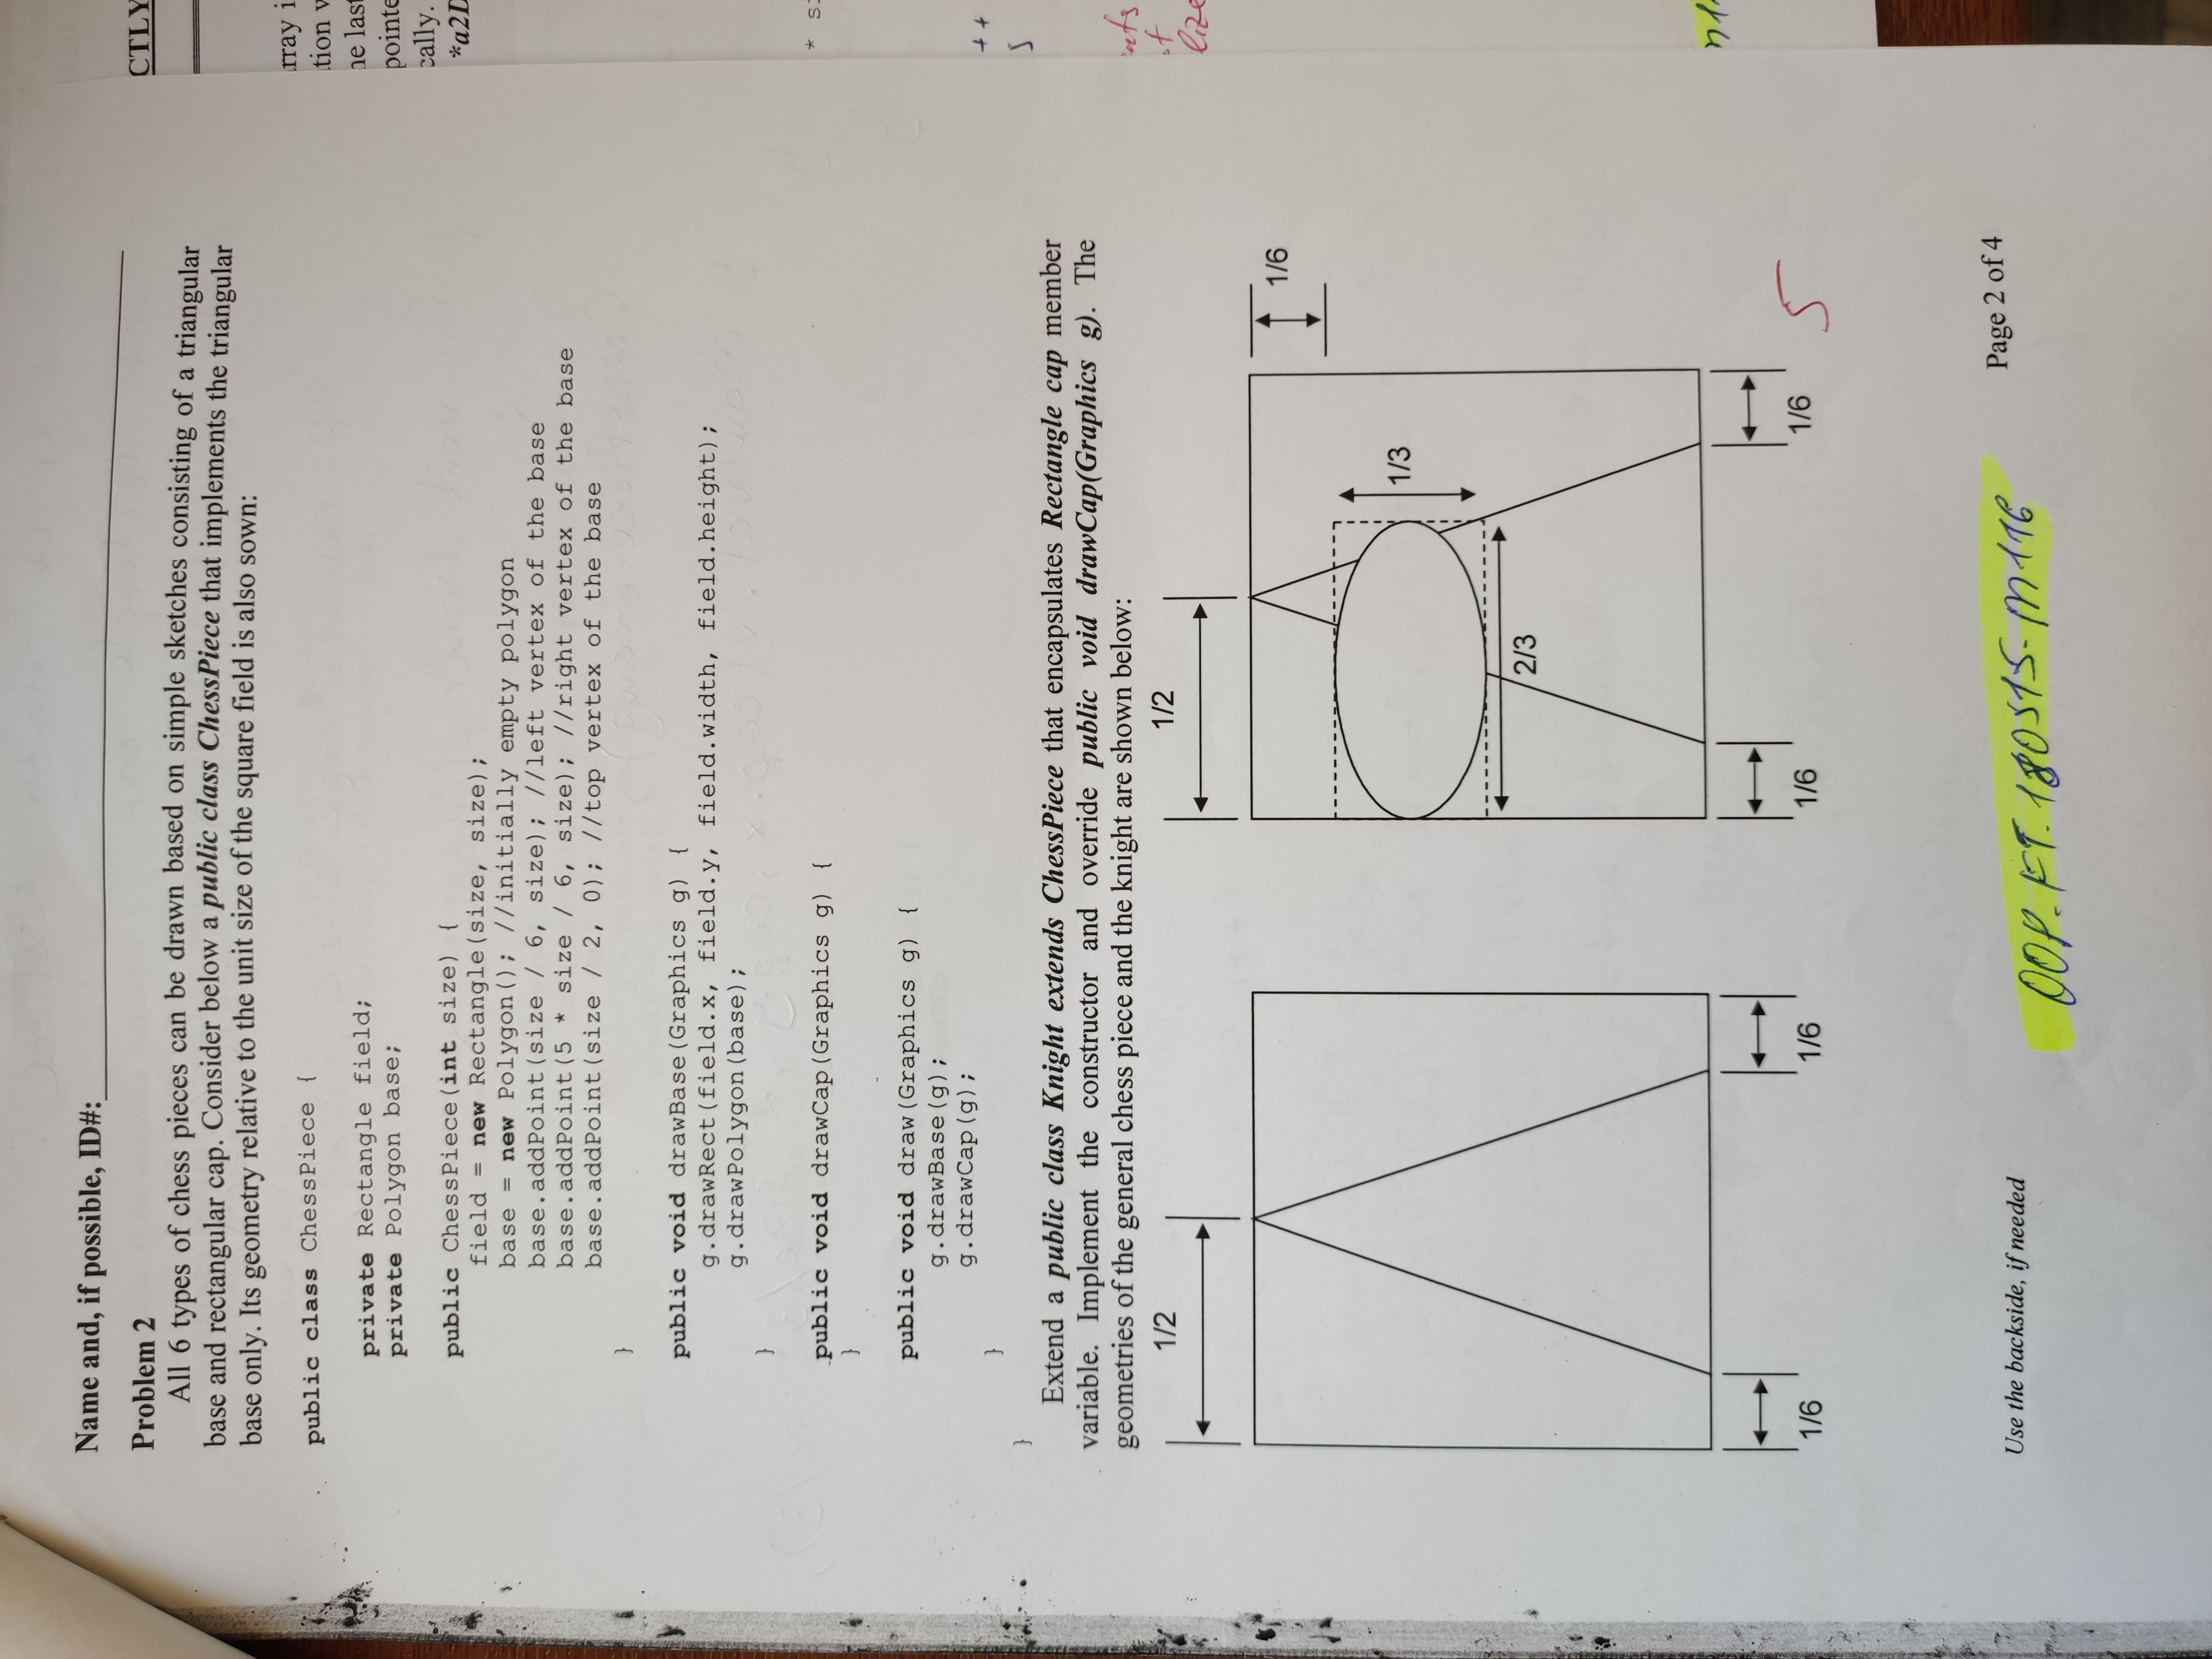 Name and, if possible, ID#:
Problem 2
All 6 types of chess pieces can be drawn based on simple sketches consisting of a triangular
base and rectangular cap. Consider below a public class ChessPiece that implements the triangular
base only. Its geometry relative to the unit size of the square field is also sown:
public class ChessPiece {
private Rectangle field;
private Polygon base;
public ChessPiece(int size) {
field = new Rectangle(size, size);
base = new Polygon(); //initially empty polygon
base.addPoint(size / 6, size); //left vertex of the base
base.addPoint(5 * size / 6, size); //right vertex of the base
base.addPoint(size / 2, 0); //top vertex of the base
}
public void drawBase(Graphics g) {
g.drawRect(field.x, field.y, field.width, field.height);
g.drawPolygon(base);
}
public void drawCap(Graphics g) {
}
public void draw(Graphics g) {
g.drawBase(g);
g.drawCap(g);
}
}
Extend a public class Knight extends ChessPiece that encapsulates Rectangle cap member
variable. Implement the constructor and override public void drawCap(Graphics g). The
geometries of the general chess piece and the knight are shown below:
1/2
1/2
1/6
1/3
2/3
1/6
1/6
1/6
1/6
5
Use the backside, if needed
OOP.FT.180515-M116
Page 2 of 4
CTLY
rray i
tion v
he last
pointe
cally.
*a2D
* s
++